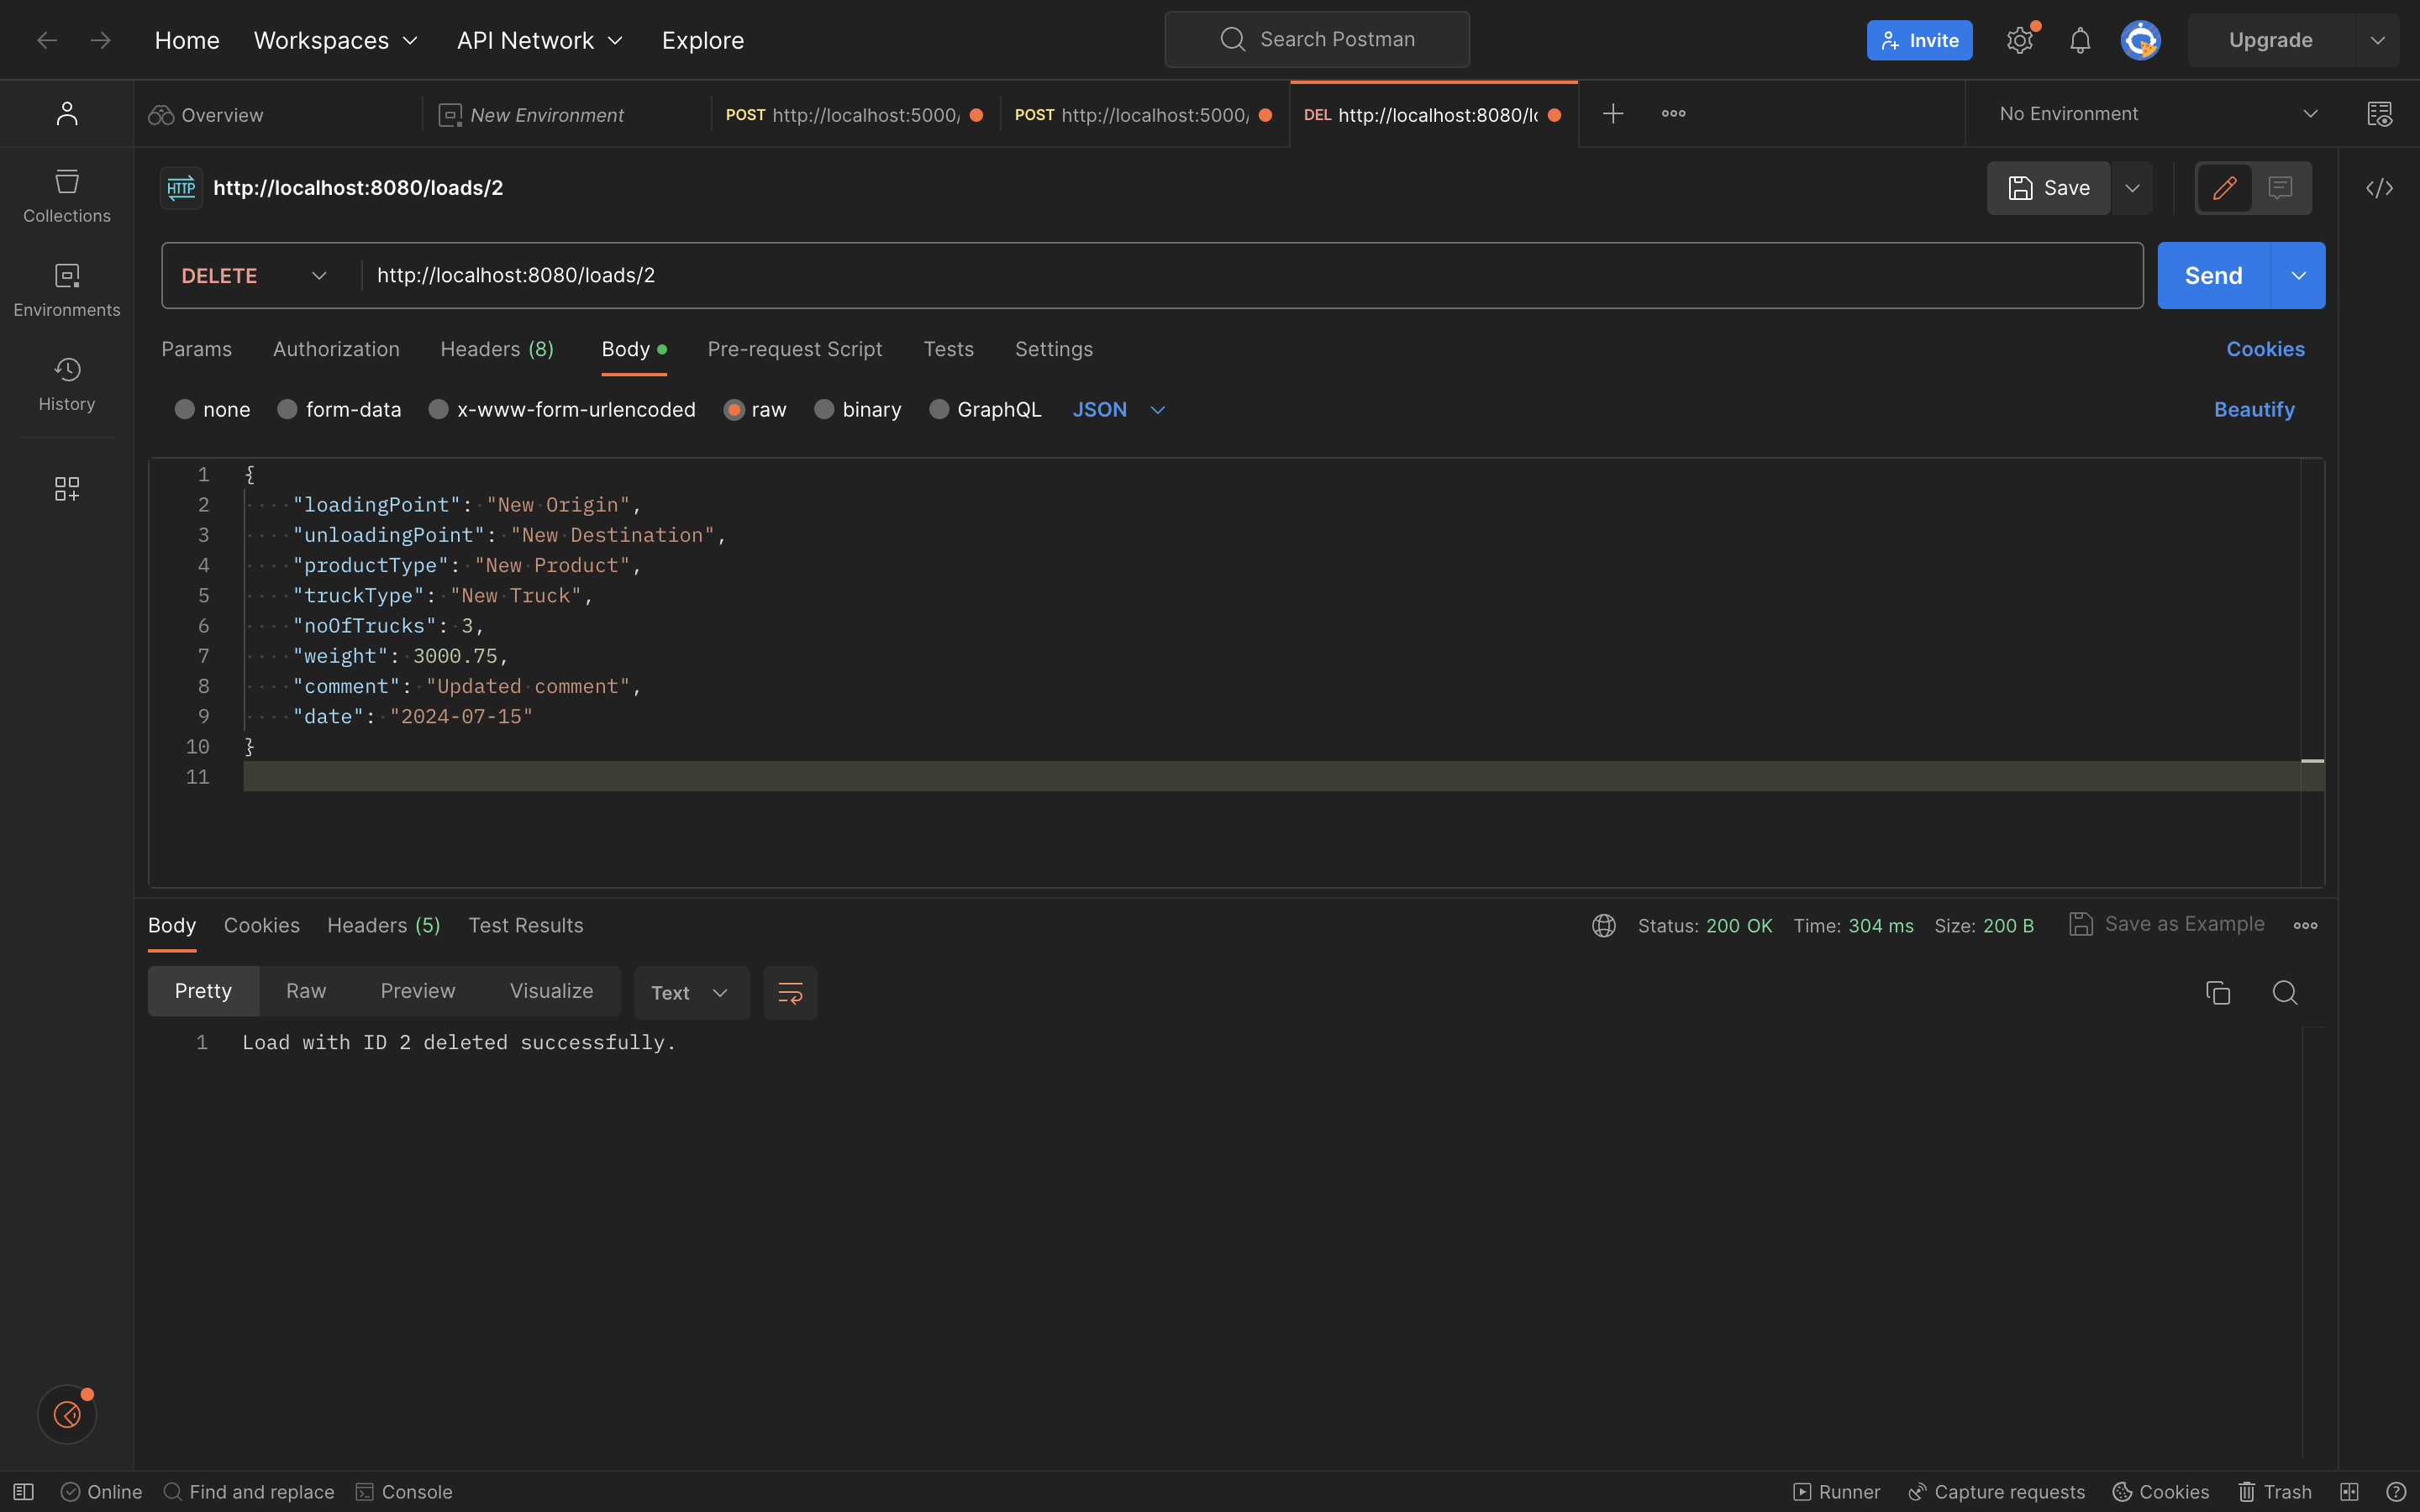 Home Workspaces API Network Explore Search Postman Invite Upgrade
Overview New Environment POST http://localhost:5000/ POST http://localhost:5000/ DEL http://localhost:8080/lo No Environment
HTTP http://localhost:8080/loads/2 Save
Collections
Environments
History
DELETE http://localhost:8080/loads/2 Send
Params Authorization Headers (8) Body Pre-request Script Tests Settings Cookies
none form-data x-www-form-urlencoded raw binary GraphQL JSON Beautify
1 {
2 "loadingPoint": "New Origin",
3 "unloadingPoint": "New Destination",
4 "productType": "New Product",
5 "truckType": "New Truck",
6 "noOfTrucks": 3,
7 "weight": 3000.75,
8 "comment": "Updated comment",
9 "date": "2024-07-15"
10 }
11
Body Cookies Headers (5) Test Results Status: 200 OK Time: 304 ms Size: 200 B Save as Example
Pretty Raw Preview Visualize Text
1 Load with ID 2 deleted successfully.
Online Find and replace Console Runner Capture requests Cookies Trash